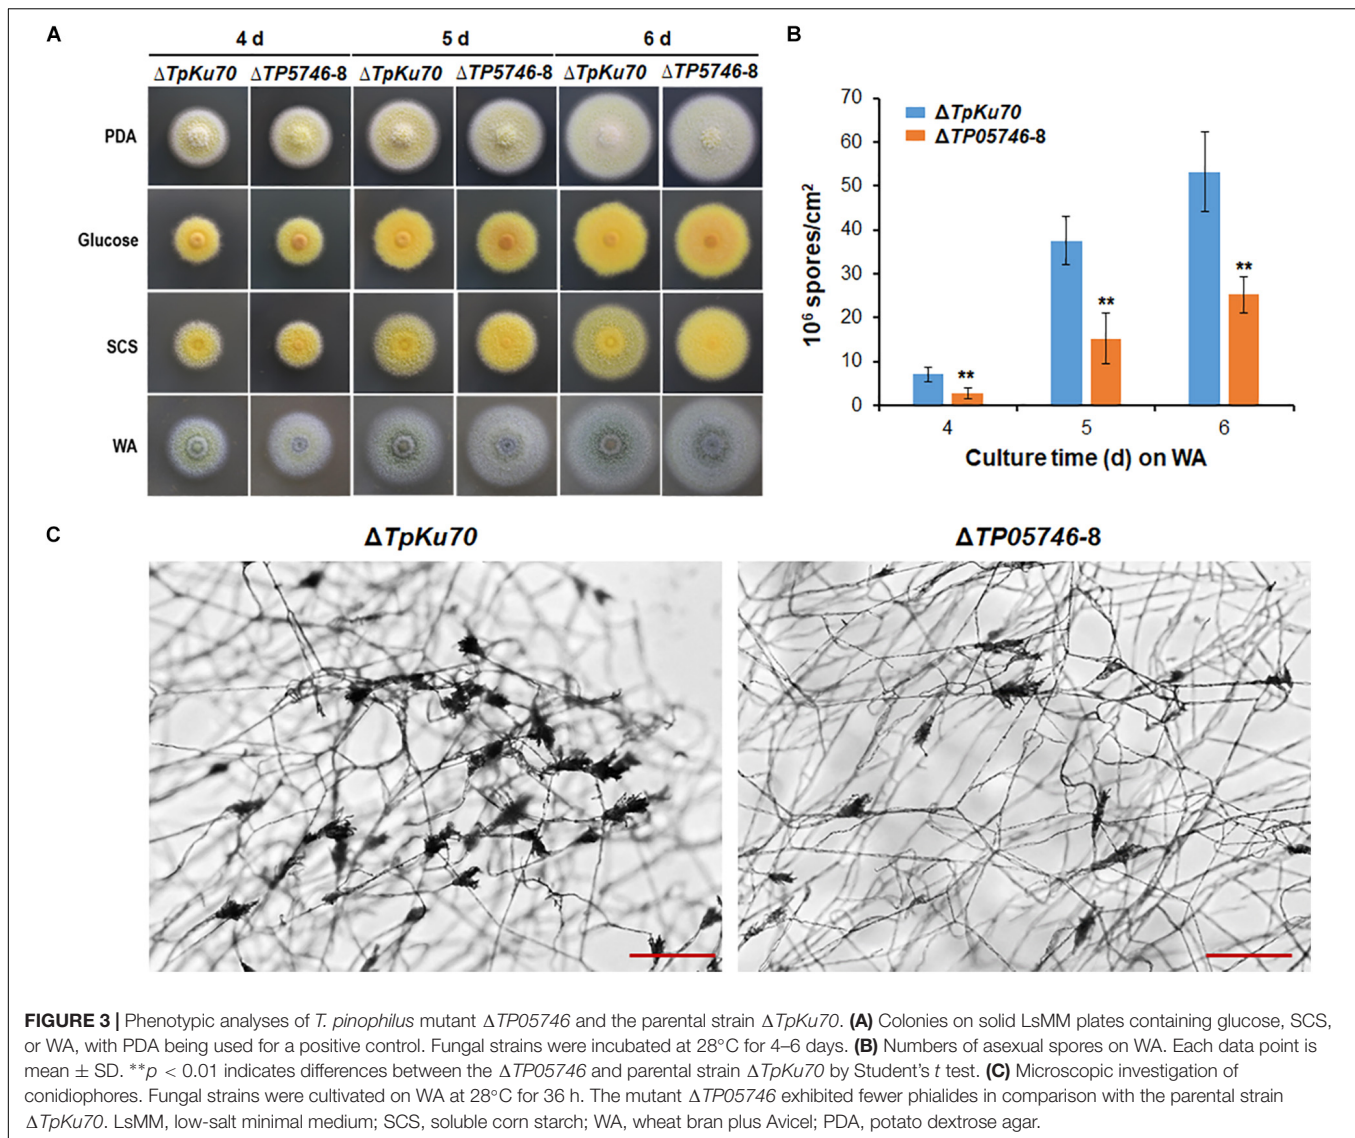 A
4 d
5 d
6 d
ΔTpKu70
ΔTP5746-8
ΔTpKu70
ΔTP5746-8
ΔTpKu70
ΔTP5746-8
PDA
Glucose
SCS
WA
B
70
60
50
40
30
20
10
0
10⁶ spores/cm²
ΔTpKu70
ΔTP05746-8
**
**
**
4
5
6
Culture time (d) on WA
C
ΔTpKu70
ΔTP05746-8
FIGURE 3 | Phenotypic analyses of T. pinophilus mutant ΔTP05746 and the parental strain ΔTpKu70. (A) Colonies on solid LsMM plates containing glucose, SCS,
or WA, with PDA being used for a positive control. Fungal strains were incubated at 28°C for 4–6 days. (B) Numbers of asexual spores on WA. Each data point is
mean ± SD. **p < 0.01 indicates differences between the ΔTP05746 and parental strain ΔTpKu70 by Student's t test. (C) Microscopic investigation of
conidiophores. Fungal strains were cultivated on WA at 28°C for 36 h. The mutant ΔTP05746 exhibited fewer phialides in comparison with the parental strain
ΔTpKu70. LsMM, low-salt minimal medium; SCS, soluble corn starch; WA, wheat bran plus Avicel; PDA, potato dextrose agar.